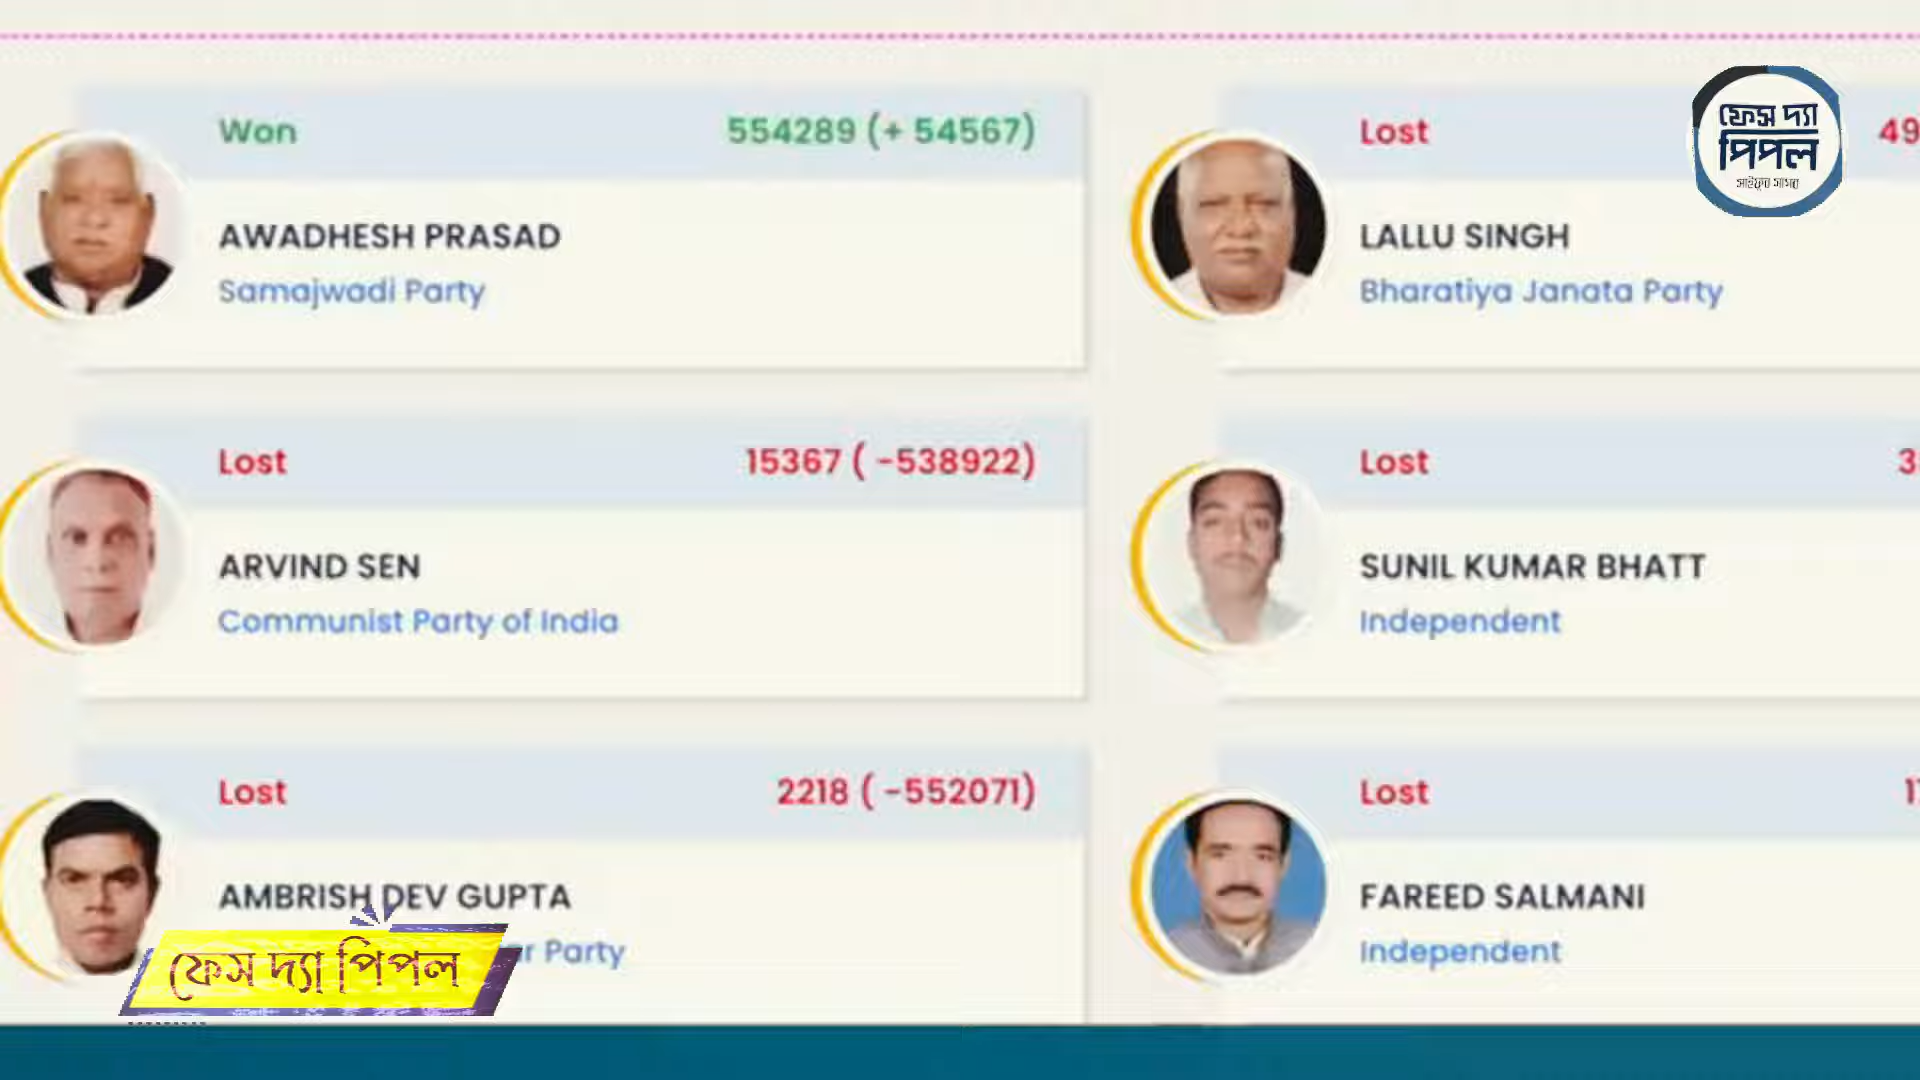 Won 554289 (+ 54567)
AWADHESH PRASAD
Samajwadi Party
Lost 49
LALLU SINGH
Bharatiya Janata Party
ফেস দ্যা
পিপল
সাইফুর সাগর
Lost 15367 ( -538922)
ARVIND SEN
Communist Party of India
Lost 3
SUNIL KUMAR BHATT
Independent
Lost 2218 ( -552071)
AMBRISH DEV GUPTA
Party
Lost
FAREED SALMANI
Independent
ফেস দ্যা পিপল